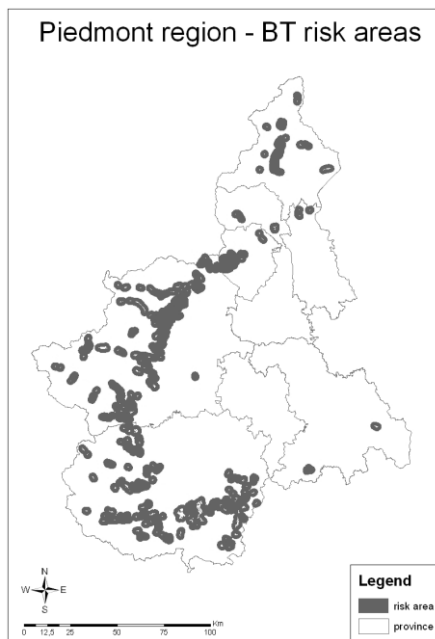 Piedmont region - BT risk areas
N
W E
S
Km
0 12,5 25 50 75 100
Legend
risk area
province